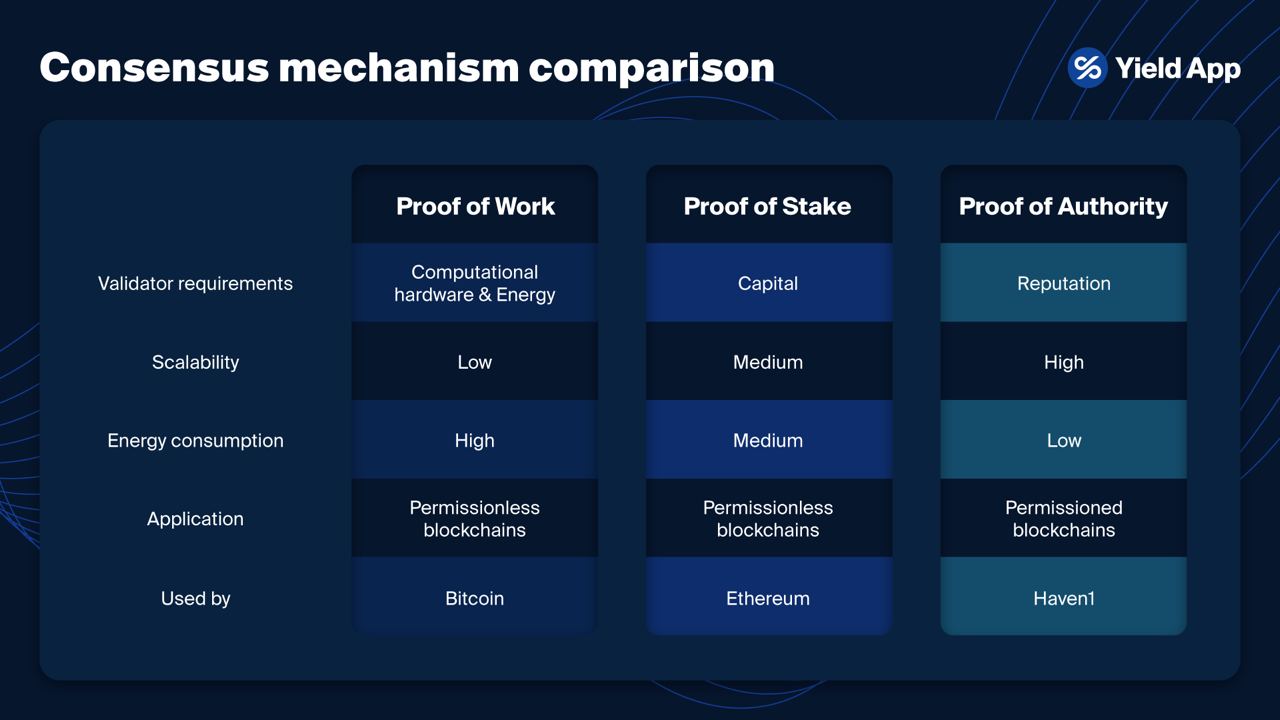 Consensus mechanism comparison
Yield App
Proof of Work
Proof of Stake
Proof of Authority
Validator requirements
Computational
hardware & Energy
Capital
Reputation
Scalability
Low
Medium
High
Energy consumption
High
Medium
Low
Application
Permissionless
blockchains
Permissionless
blockchains
Permissioned
blockchains
Used by
Bitcoin
Ethereum
Haven1